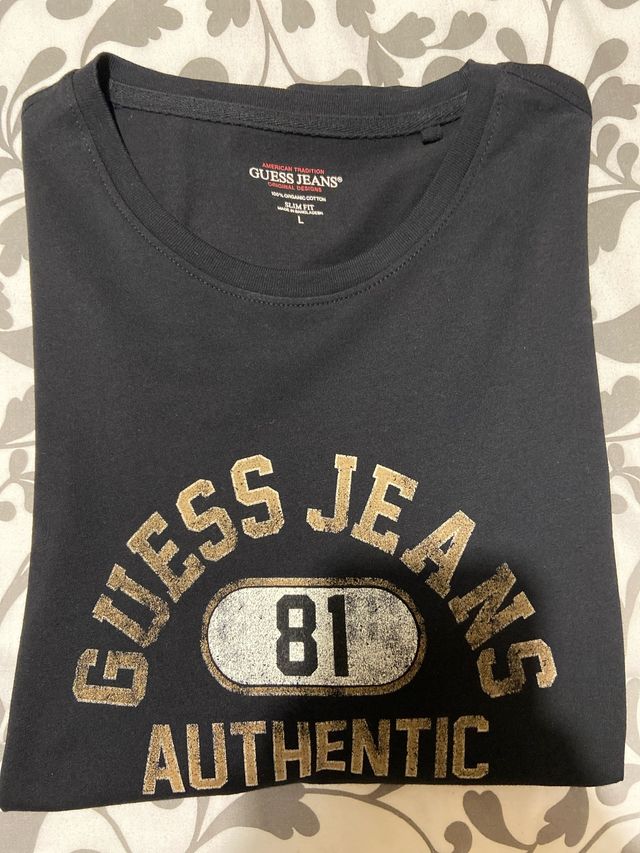 AMERICAN TRADITION
GUESS JEANS®
ORIGINAL DESIGNS
100% ORGANIC COTTON
SLIM FIT
MADE IN BANGLADESH
L
GUESS JEANS
81
AUTHENTIC